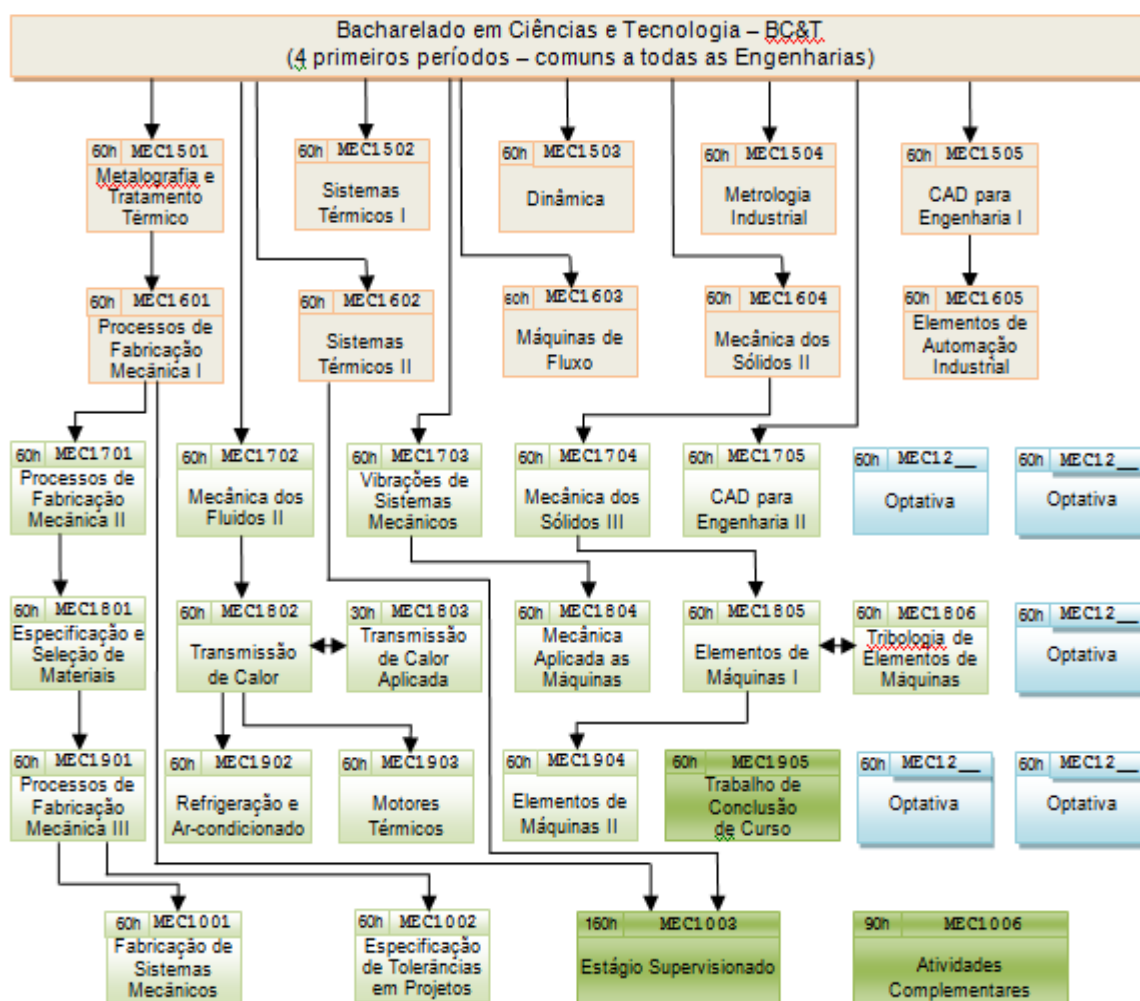 Bacharelado em Ciências e Tecnologia – BC&T
(4 primeiros períodos – comuns a todas as Engenharias)
60h MEC1501
Metalografia e
Tratamento
Térmico
60h MEC1502
Sistemas
Térmicos I
60h MEC1503
Dinâmica
60h MEC1504
Metrologia
Industrial
60h MEC1505
CAD para
Engenharia I
60h MEC1601
Processos de
Fabricação
Mecânica I
60h MEC1602
Sistemas
Térmicos II
60h MEC1603
Máquinas de
Fluxo
60h MEC1604
Mecânica dos
Sólidos II
60h MEC1605
Elementos de
Automação
Industrial
60h MEC1701
Processos de
Fabricação
Mecânica II
60h MEC1702
Mecânica dos
Fluidos II
60h MEC1703
Vibrações de
Sistemas
Mecânicos
60h MEC1704
Mecânica dos
Sólidos III
60h MEC1705
CAD para
Engenharia II
60h MEC12__
Optativa
60h MEC12__
Optativa
60h MEC1801
Especificação e
Seleção de
Materiais
60h MEC1802
Transmissão
de Calor
30h MEC1803
Transmissão
de Calor
Aplicada
60h MEC1804
Mecânica
Aplicada as
Máquinas
60h MEC1805
Elementos de
Máquinas I
60h MEC1806
Tribologia de
Elementos de
Máquinas
60h MEC12__
Optativa
60h MEC1901
Processos de
Fabricação
Mecânica III
60h MEC1902
Refrigeração e
Ar-condicionado
60h MEC1903
Motores
Térmicos
60h MEC1904
Elementos de
Máquinas II
60h MEC1905
Trabalho de
Conclusão
de Curso
60h MEC12__
Optativa
60h MEC12__
Optativa
60h MEC1001
Fabricação de
Sistemas
Mecânicos
60h MEC1002
Especificação
de Tolerâncias
em Projetos
160h MEC1003
Estágio Supervisionado
90h MEC1006
Atividades
Complementares